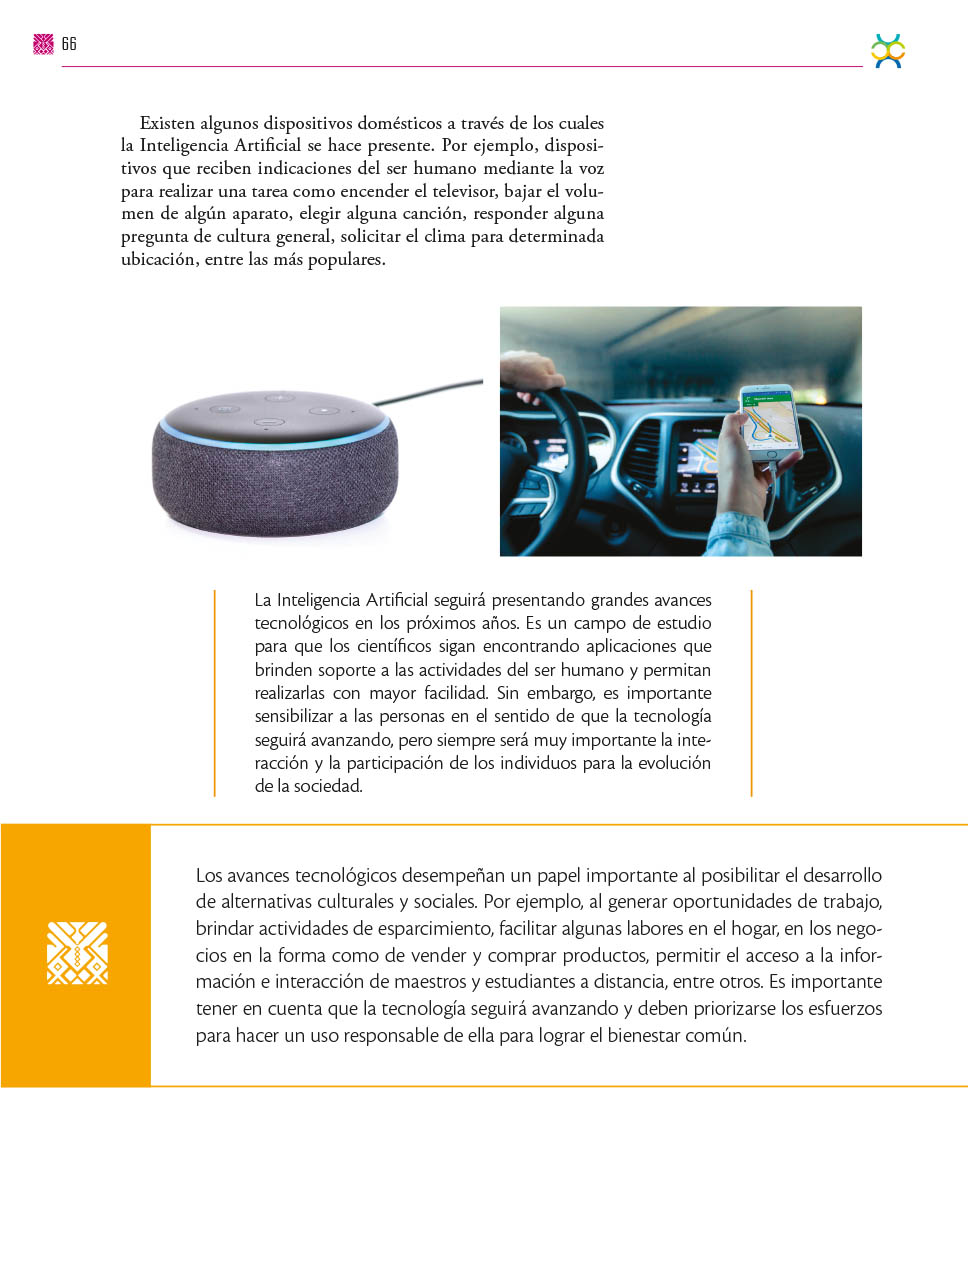 66
Existen algunos dispositivos domésticos a través de los cuales
la Inteligencia Artificial se hace presente. Por ejemplo, disposi-
tivos que reciben indicaciones del ser humano mediante la voz
para realizar una tarea como encender el televisor, bajar el volu-
men de algún aparato, elegir alguna canción, responder alguna
pregunta de cultura general, solicitar el clima para determinada
ubicación, entre las más populares.
La Inteligencia Artificial seguirá presentando grandes avances
tecnológicos en los próximos años. Es un campo de estudio
para que los científicos sigan encontrando aplicaciones que
brinden soporte a las actividades del ser humano y permitan
realizarlas con mayor facilidad. Sin embargo, es importante
sensibilizar a las personas en el sentido de que la tecnología
seguirá avanzando, pero siempre será muy importante la inte-
racción y la participación de los individuos para la evolución
de la sociedad.
Los avances tecnológicos desempeñan un papel importante al posibilitar el desarrollo
de alternativas culturales y sociales. Por ejemplo, al generar oportunidades de trabajo,
brindar actividades de esparcimiento, facilitar algunas labores en el hogar, en los nego-
cios en la forma como de vender y comprar productos, permitir el acceso a la infor-
mación e interacción de maestros y estudiantes a distancia, entre otros. Es importante
tener en cuenta que la tecnología seguirá avanzando y deben priorizarse los esfuerzos
para hacer un uso responsable de ella para lograr el bienestar común.